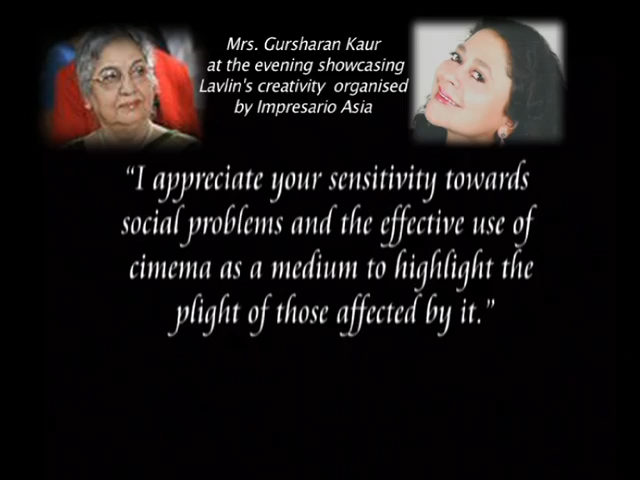 Mrs. Gursharan Kaur
at the evening showcasing
Lavlin's creativity organised
by Impresario Asia
“I appreciate your sensitivity towards
social problems and the effective use of
cimema as a medium to highlight the
plight of those affected by it.”